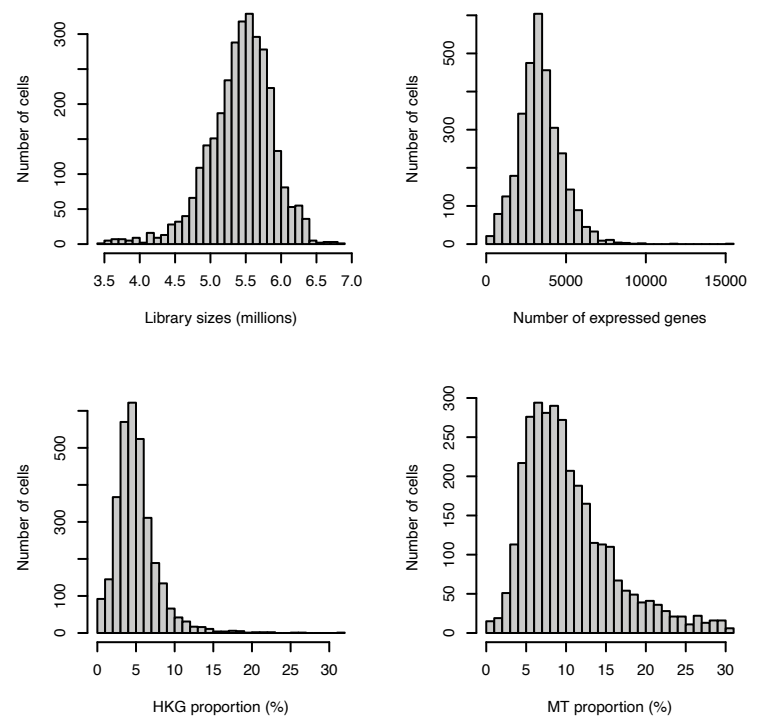 Number of cells
0
50
100
200
300
3.5 4.0 4.5 5.0 5.5 6.0 6.5 7.0
Library sizes (millions)
Number of cells
0
100
300
500
0 5000 10000 15000
Number of expressed genes
Number of cells
0
100
300
500
0 5 10 15 20 25 30
HKG proportion (%)
Number of cells
0
50
100
150
200
250
300
0 5 10 15 20 25 30
MT proportion (%)